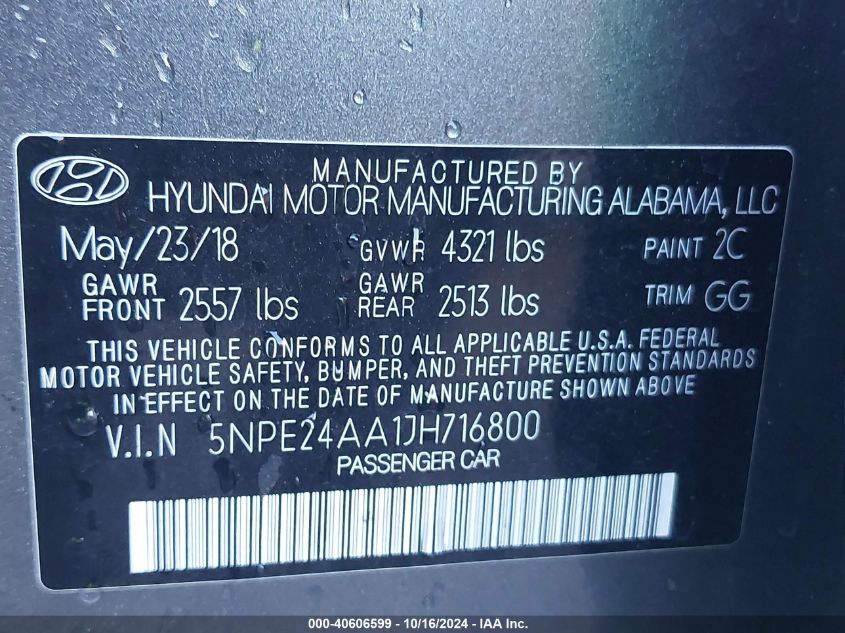 MANUFACTURED BY
HYUNDAI MOTOR MANUFACTURING ALABAMA, LLC
May/23/18 GVWR 4321 lbs PAINT 2C
GAWR FRONT 2557 lbs GAWR REAR 2513 lbs TRIM GG
THIS VEHICLE CONFORMS TO ALL APPLICABLE U.S.A. FEDERAL
MOTOR VEHICLE SAFETY, BUMPER, AND THEFT PREVENTION STANDARDS
IN EFFECT ON THE DATE OF MANUFACTURE SHOWN ABOVE
V.I.N 5NPE24AA1JH716800
PASSENGER CAR
000-40606599 - 10/16/2024 - IAA Inc.